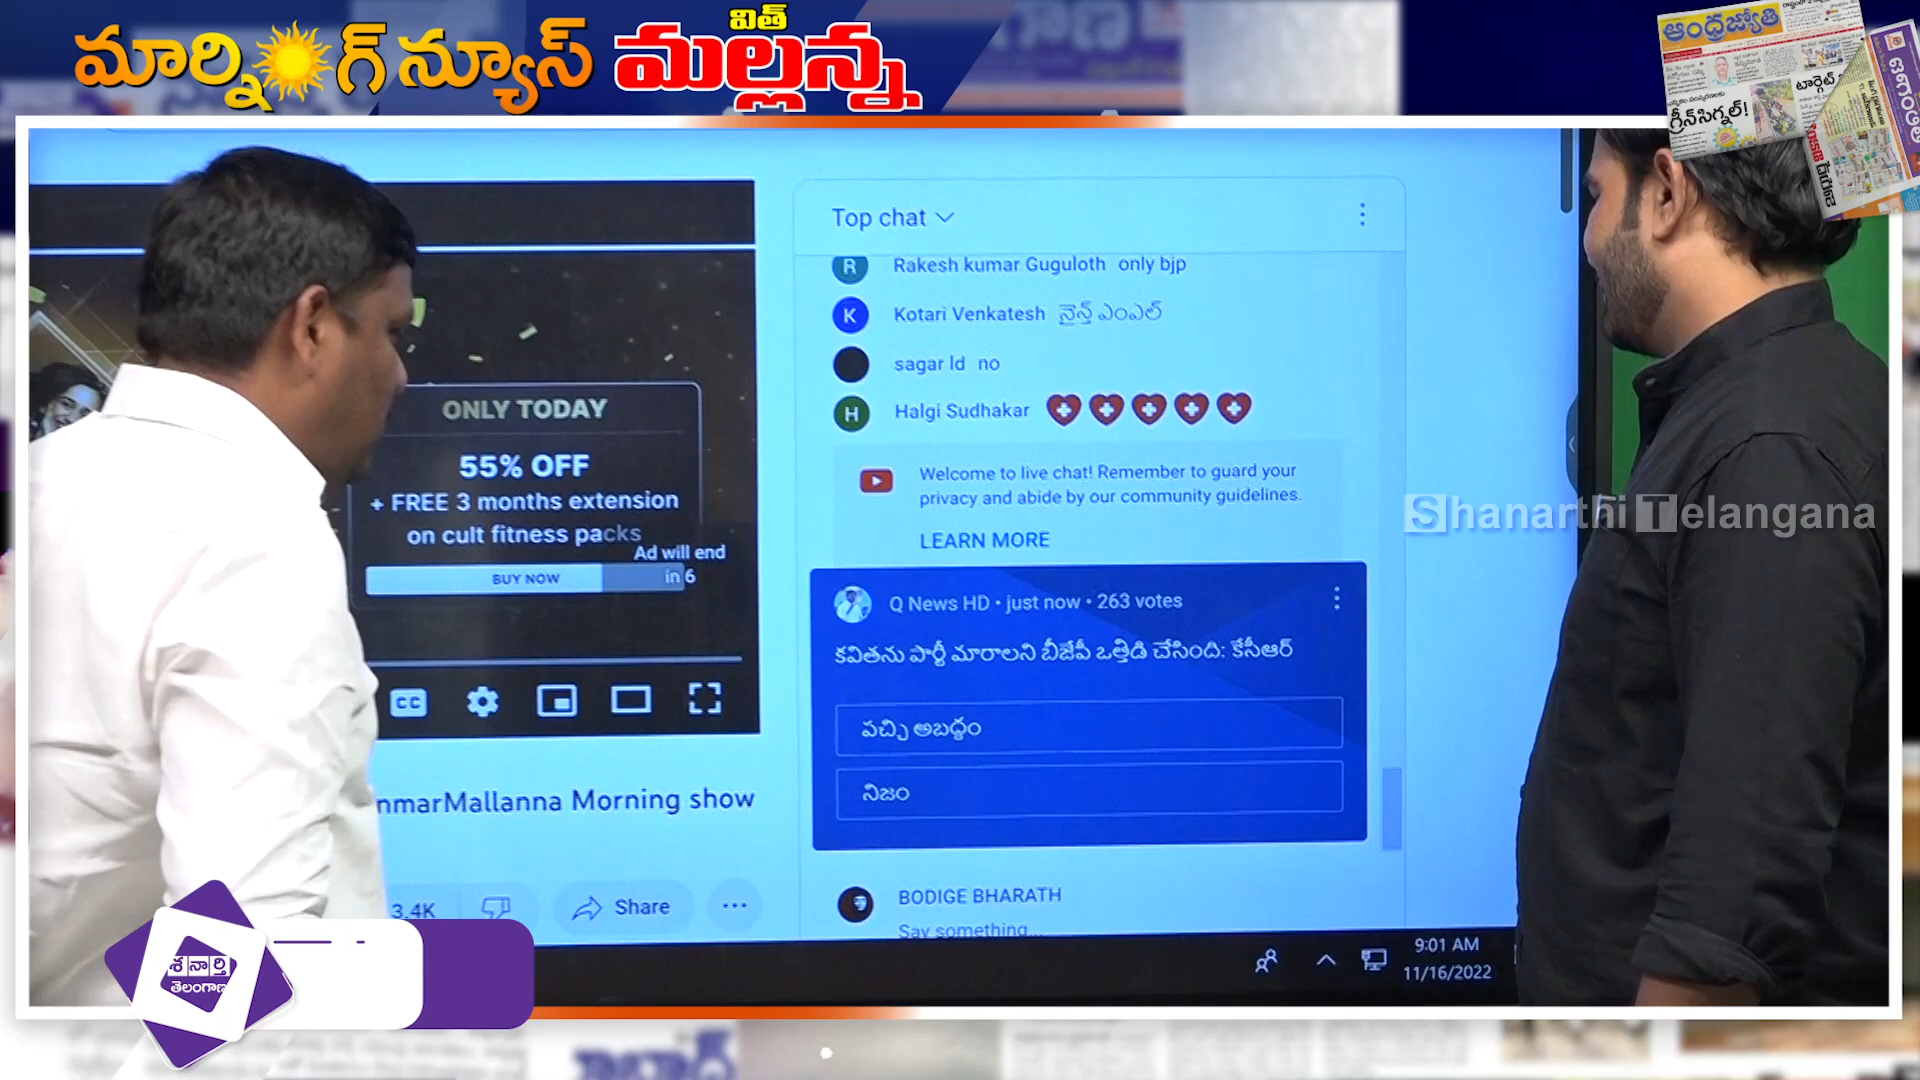 మార్నింగ్ న్యూస్ విత్ మల్లన్న
ఆంధ్రజ్యోతి
గ్రీన్ సిగ్నల్!
టార్గెట్
Top chat
R Rakesh kumar Guguloth only bjp
K Kotari Venkatesh నైస్ ఎంఎల్
sagar ld no
H Halgi Sudhakar
Welcome to live chat! Remember to guard your
privacy and abide by our community guidelines.
LEARN MORE
Q News HD • just now • 263 votes
కవితను పార్టీ మారాలని బీజేపీ ఒత్తిడి చేసింది: కేసీఆర్
పచ్చి అబద్ధం
నిజం
BODIGE BHARATH
Say something...
ONLY TODAY
55% OFF
+ FREE 3 months extension
on cult fitness packs
Ad will end
in 6
BUY NOW
CC
nmarMallanna Morning show
3.4K
Share
Shanarthi Telangana
9:01 AM
11/16/2022
శనార్తి
తెలంగాణ